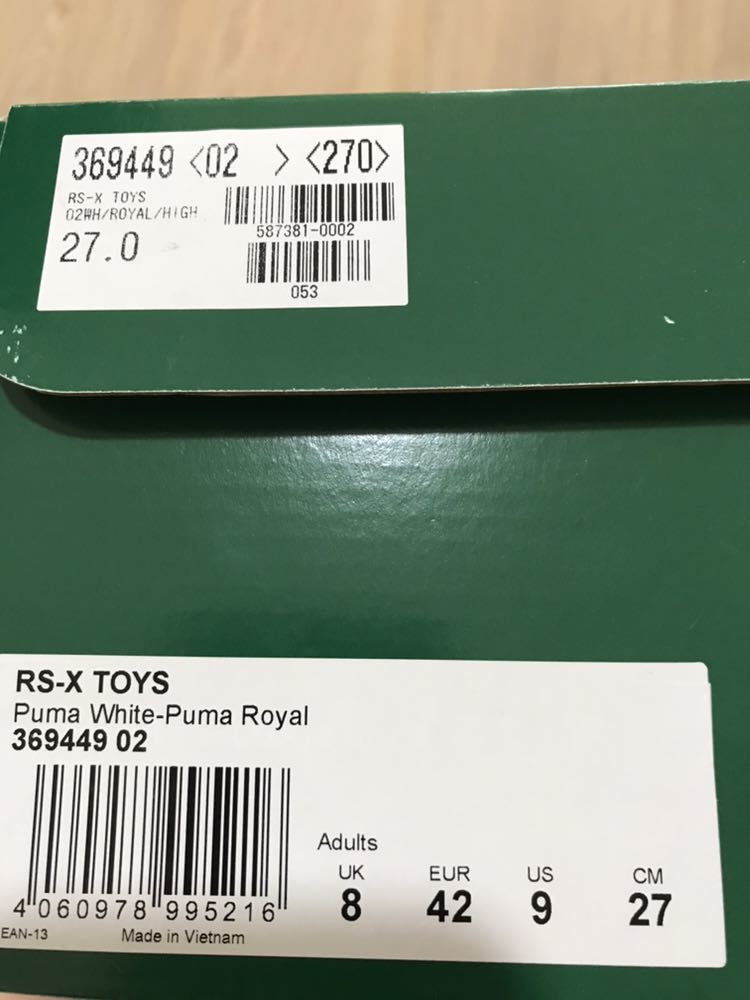 369449 <02 > <270>
RS-X TOYS
02WH/ROYAL/HIGH
587381-0002
27.0
053
RS-X TOYS
Puma White-Puma Royal
369449 02
Adults
UK EUR US CM
8 42 9 27
4 060978 995216
EAN-13 Made in Vietnam